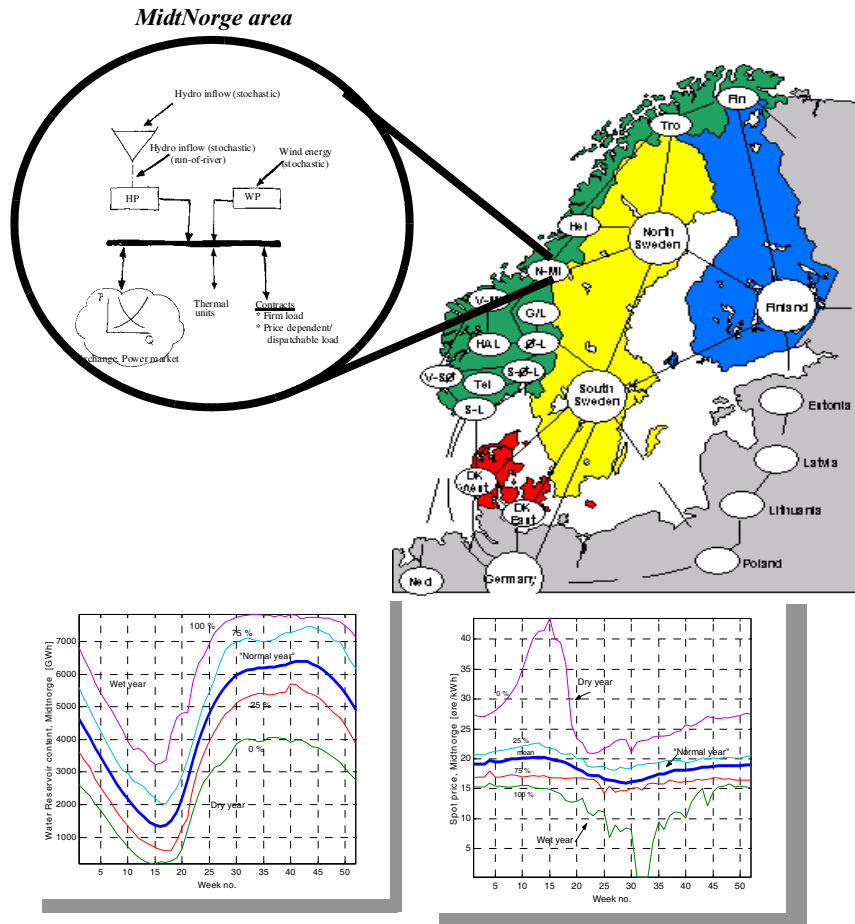 MidtNorge area
Hydro inflow (stochastic)
Hydro inflow (stochastic)
(run-of-river)
Wind energy
(stochastic)
HP
WP
P
Q
Thermal
units
Contracts
* Firm load
* Price dependent/
dispatchable load
xchange, Power market
Fin
Tro
Hel
North
Sweden
N-MI
V-M
G/L
Finland
HAL
Ø-L
V-SØ
Tel
S-Ø-L
S-L
South
Sweden
Estonia
DK
West
Latvia
DK
East
Lithuania
Poland
Ned
Germany
Water Reservoir content, Midtnorge [GWh]
7000
6000
5000
4000
3000
2000
1000
100 %
75 %
"Normal year"
Wet year
25 %
0 %
Dry year
5 10 15 20 25 30 35 40 45 50
Week no.
Spot price, Midtnorge [øre/kWh]
40
35
30
25
20
15
10
5
0 %
Dry year
25 %
mean
"Normal year"
75 %
100 %
Wet year
5 10 15 20 25 30 35 40 45 50
Week no.